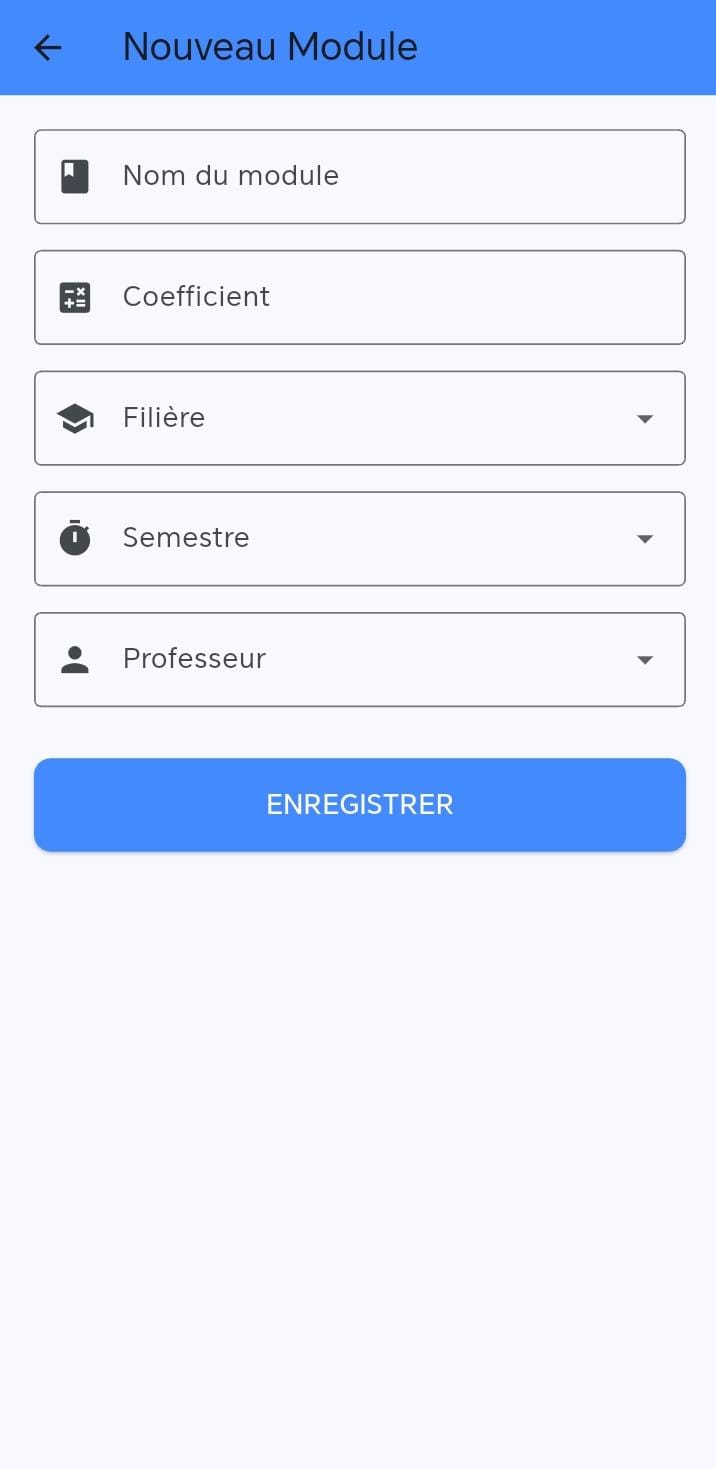 Nouveau Module
Nom du module
Coefficient
Filière
Semestre
Professeur
ENREGISTRER